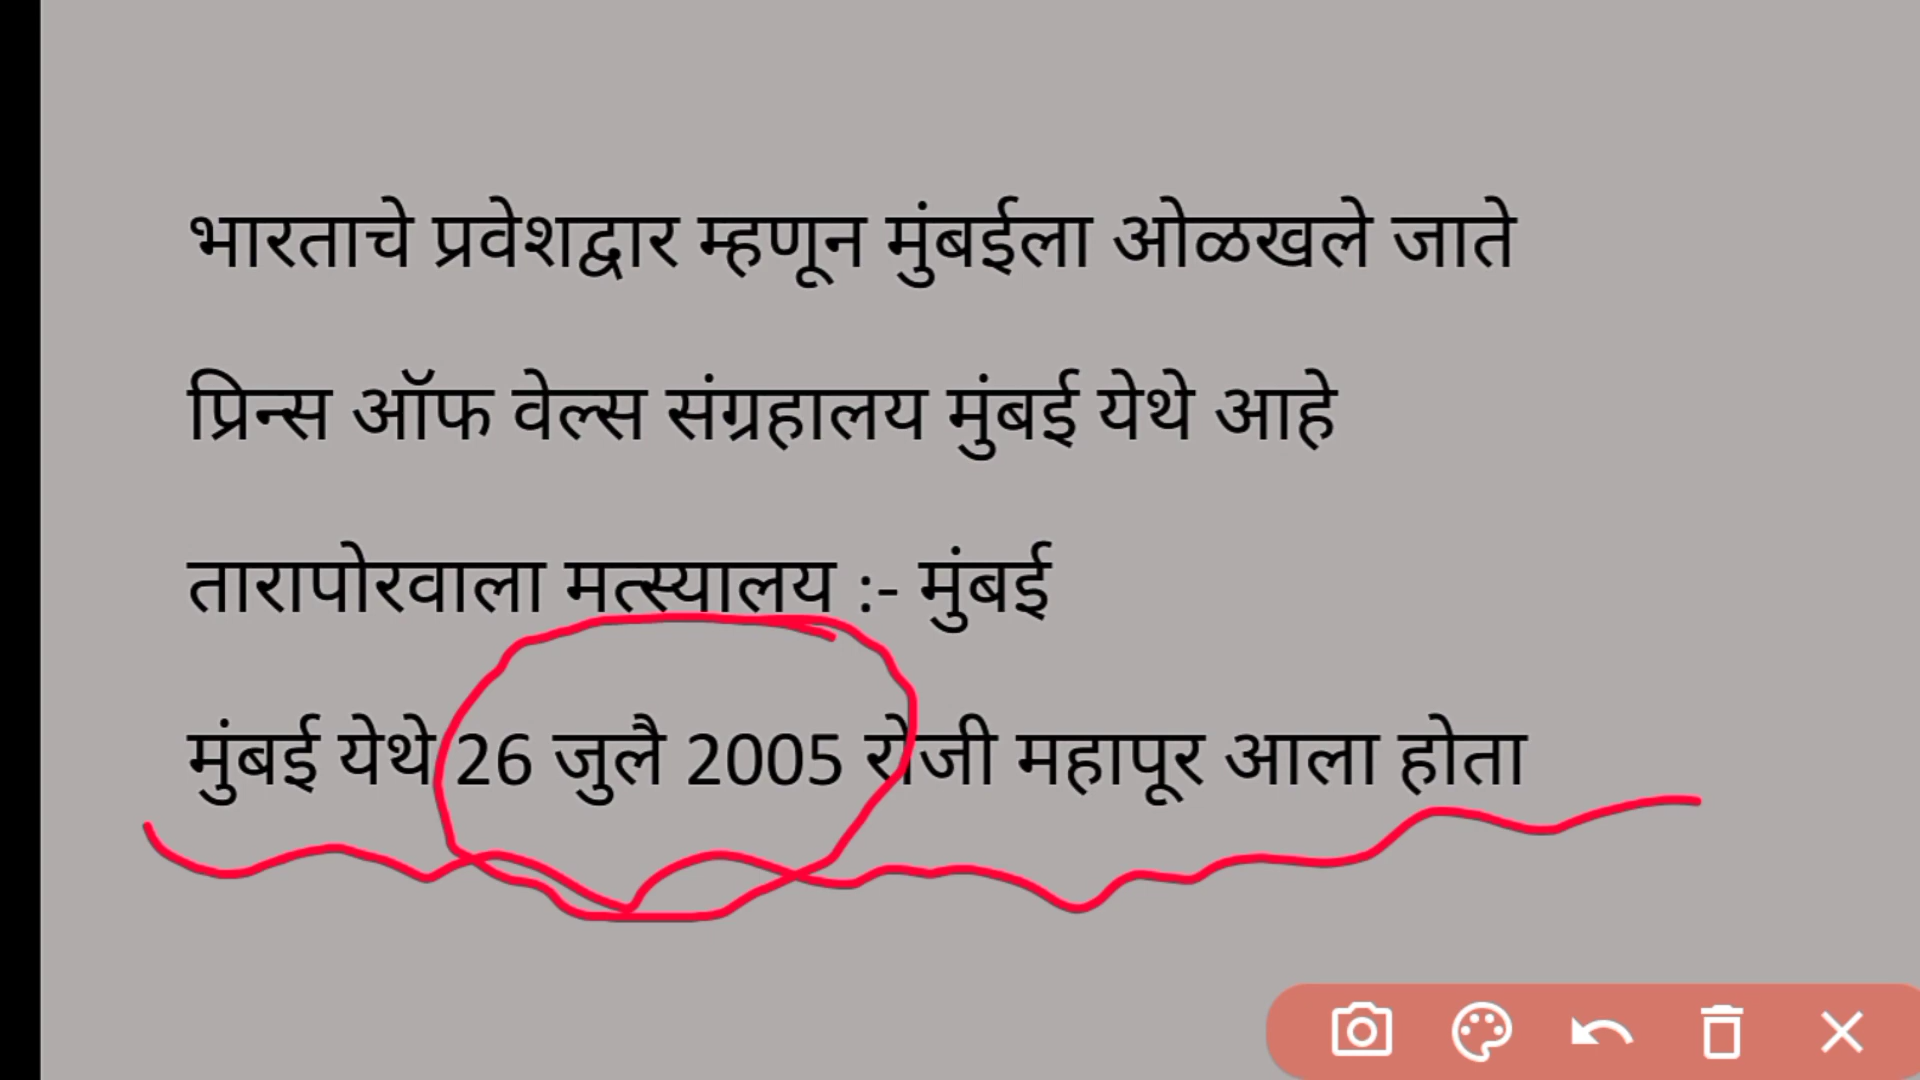 भारताचे प्रवेशद्वार म्हणून मुंबईला ओळखले जाते
प्रिन्स ऑफ वेल्स संग्रहालय मुंबई येथे आहे
तारापोरवाला मत्स्यालय :- मुंबई
मुंबई येथे 26 जुलै 2005 रोजी महापूर आला होता